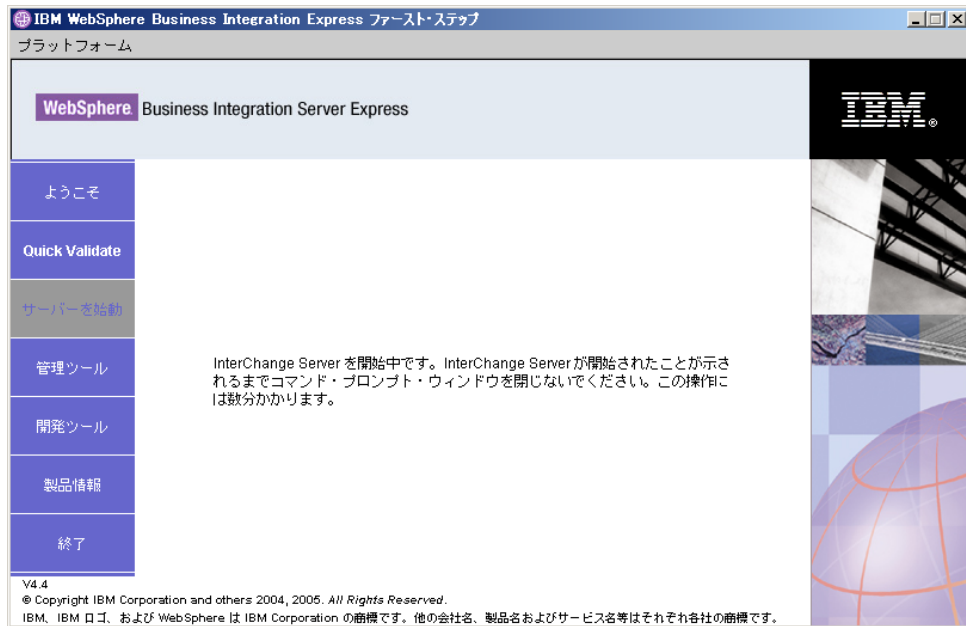 IBM WebSphere Business Integration Express ファースト・ステップ
プラットフォーム
WebSphere. Business Integration Server Express
IBM®
ようこそ
Quick Validate
サーバーを始動
管理ツール
開発ツール
製品情報
終了
InterChange Server を開始中です。InterChange Server が開始されたことが示さ
れるまでコマンド・プロンプト・ウィンドウを閉じないでください。この操作に
は数分かかります。
V4.4
© Copyright IBM Corporation and others 2004, 2005. All Rights Reserved.
IBM、IBM ロゴ、および WebSphere は IBM Corporation の商標です。他の会社名、製品名およびサービス名等はそれぞれ各社の商標です。